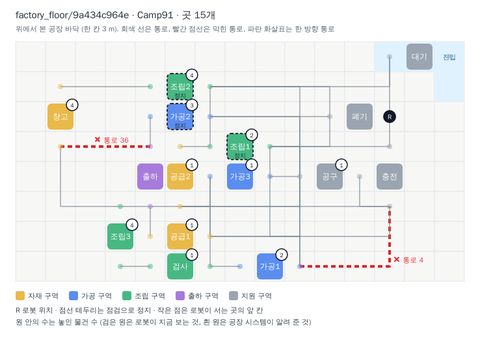 factory_floor/9a434c964e · Camp91 · 곳 15개
위에서 본 공장 바닥 (한 칸 3 m). 회색 선은 통로, 빨간 점선은 막힌 통로, 파란 화살표는 한 방향 통로
대기
진입
조립2
정지
4
창고
4
가공2
정지
3
폐기
R
✕ 통로 36
조립1
정지
2
출하
공급2
1
가공3
1
공구
1
충전
조립3
4
공급1
1
검사
1
가공1
2
✕ 통로 4
자재 구역
가공 구역
조립 구역
출하 구역
지원 구역
R 로봇 위치 · 점선 테두리는 점검으로 정지 · 작은 점은 로봇이 서는 곳의 앞 칸
원 안의 수는 놓인 물건 수 (검은 원은 로봇이 지금 보는 것, 흰 원은 공장 시스템이 알려 준 것)